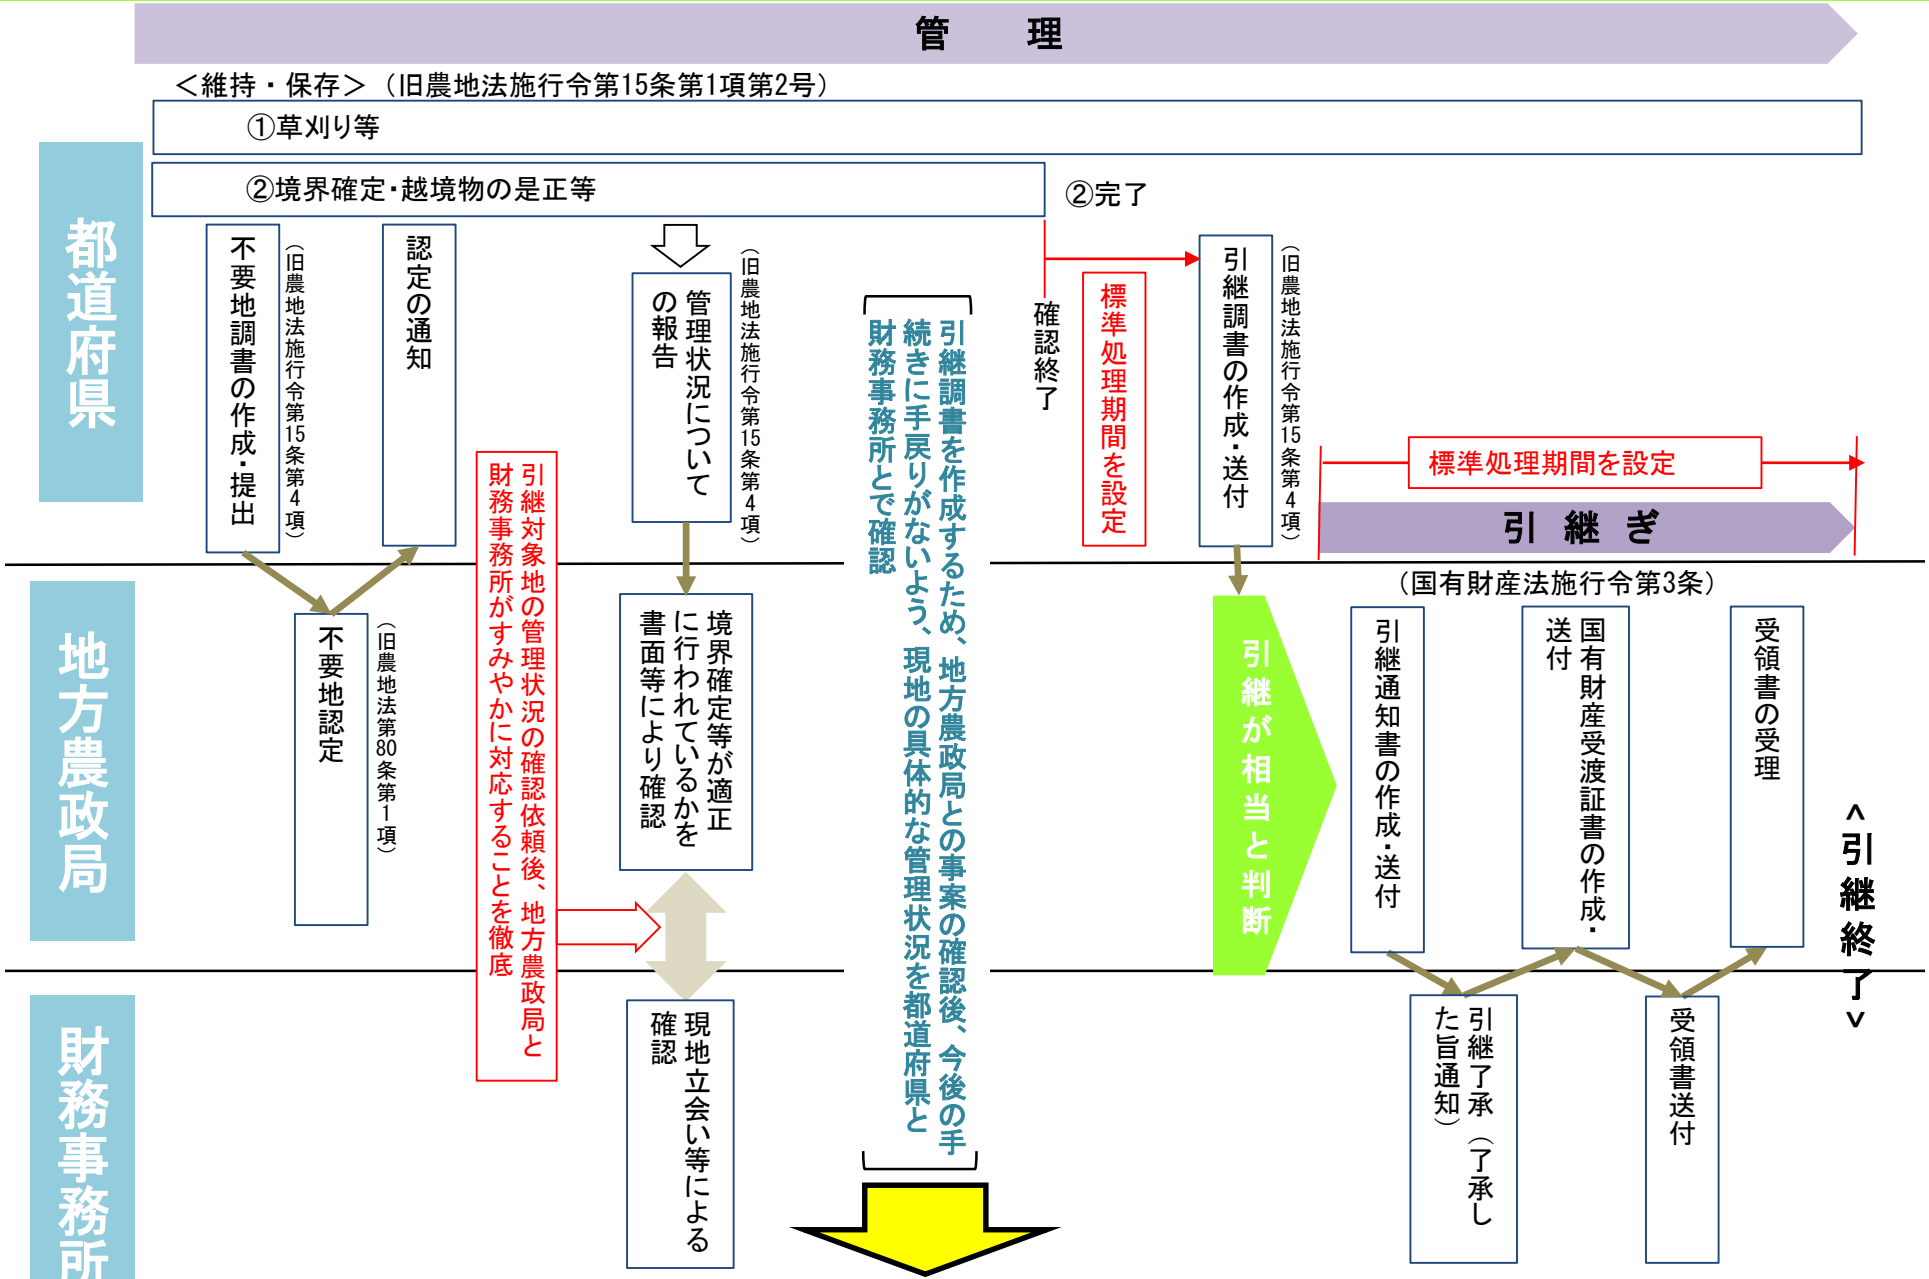 管　理
＜維持・保存＞（旧農地法施行令第15条第1項第2号）
①草刈り等
②境界確定・越境物の是正等
②完了
都道府県
不要地調書の作成・提出
（旧農地法施行令第15条第4項）
認定の通知
管理状況について
の報告
（旧農地法施行令第15条第4項）
引継調書を作成するため、地方農政局との事案の確認後、今後の手
続きに手戻りがないよう、現地の具体的な管理状況を都道府県と
財務事務所とで確認
確認終了
標準処理期間を設定
引継調書の作成・送付
（旧農地法施行令第15条第4項）
標準処理期間を設定
引　継　ぎ
（国有財産法施行令第3条）
地方農政局
不要地認定
（旧農地法第80条第1項）
引継対象地の管理状況の確認依頼後、地方農政局と
財務事務所がすみやかに対応することを徹底
境界確定等が適正
に行われているかを
書面等により確認
引継が相当と判断
引継通知書の作成・送付
国有財産受渡証書の作成・
送付
受領書の受理
＜引継終了＞
財務事務所
現地立会い等による
確認
引継了承（了承し
た旨通知）
受領書送付